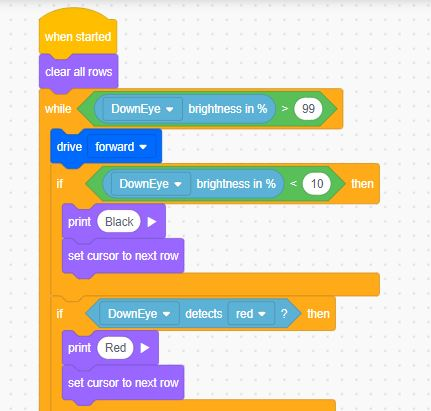 when started
clear all rows
while DownEye brightness in % > 99
drive forward
if DownEye brightness in % < 10 then
print Black
set cursor to next row
if DownEye detects red ? then
print Red
set cursor to next row